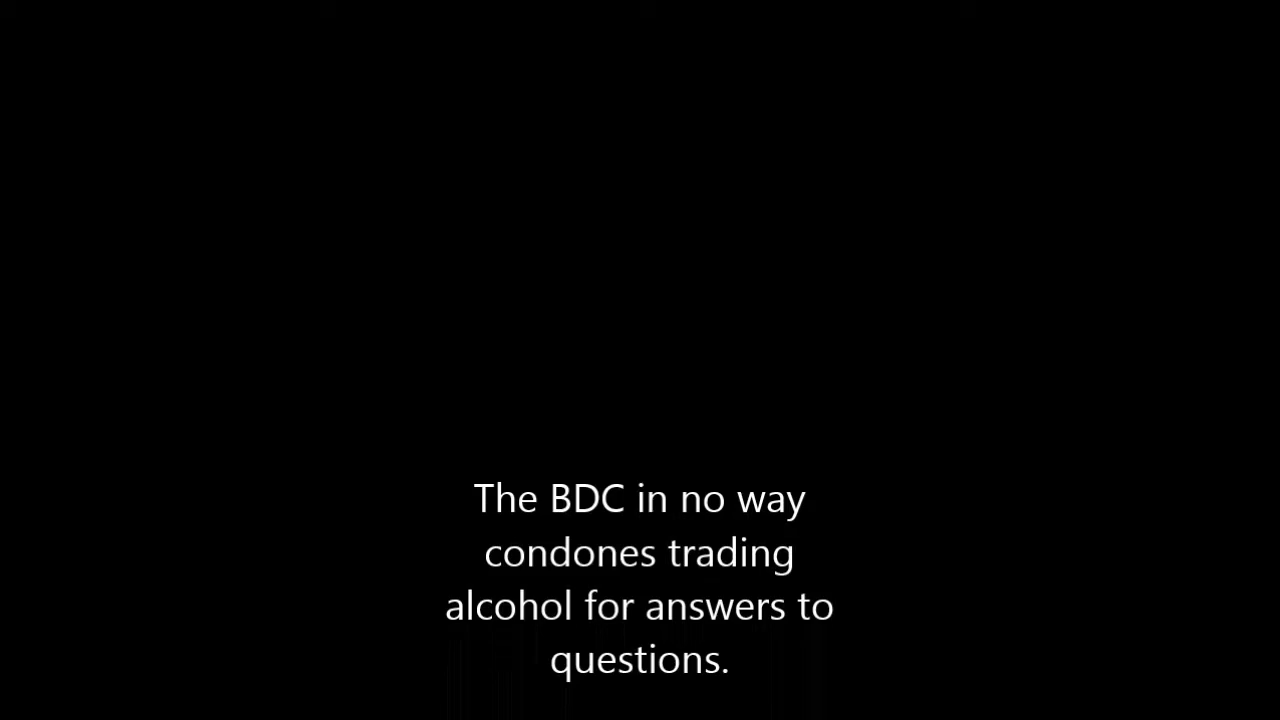 The BDC in no way
condones trading
alcohol for answers to
questions.